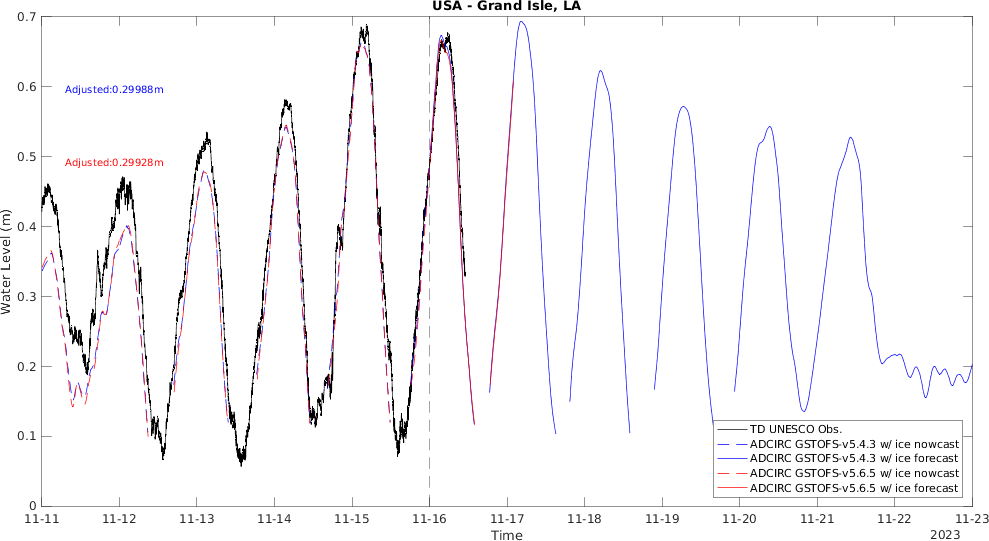 USA - Grand Isle, LA
0.7
0.6
0.5
0.4
0.3
0.2
0.1
0
Water Level (m)
Adjusted:0.29988m
Adjusted:0.29928m
TD UNESCO Obs.
ADCIRC GSTOFS-v5.4.3 w/ ice nowcast
ADCIRC GSTOFS-v5.4.3 w/ ice forecast
ADCIRC GSTOFS-v5.6.5 w/ ice nowcast
ADCIRC GSTOFS-v5.6.5 w/ ice forecast
11-11 11-12 11-13 11-14 11-15 11-16 11-17 11-18 11-19 11-20 11-21 11-22 11-23
Time
2023